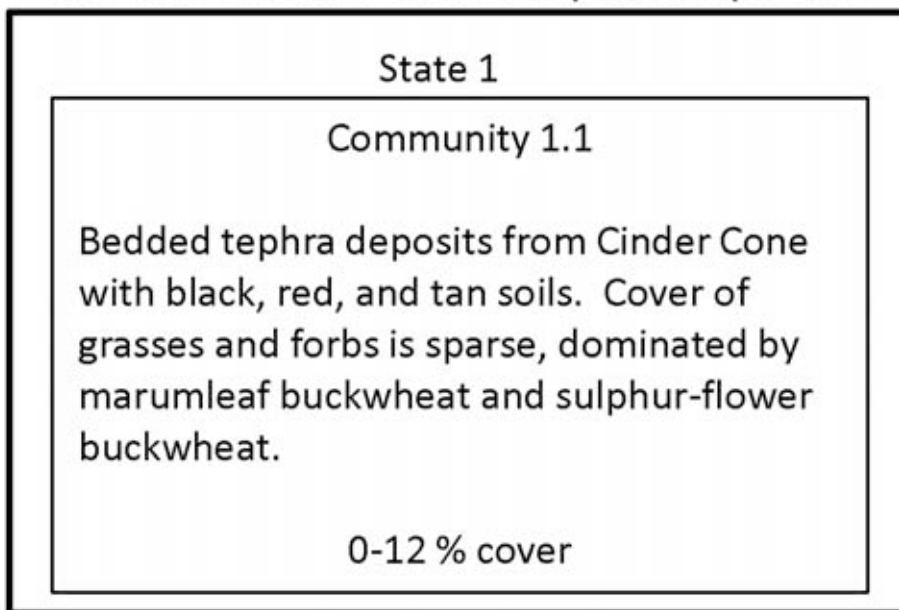 State 1
Community 1.1
Bedded tephra deposits from Cinder Cone
with black, red, and tan soils. Cover of
grasses and forbs is sparse, dominated by
marumleaf buckwheat and sulphur-flower
buckwheat.
0-12 % cover